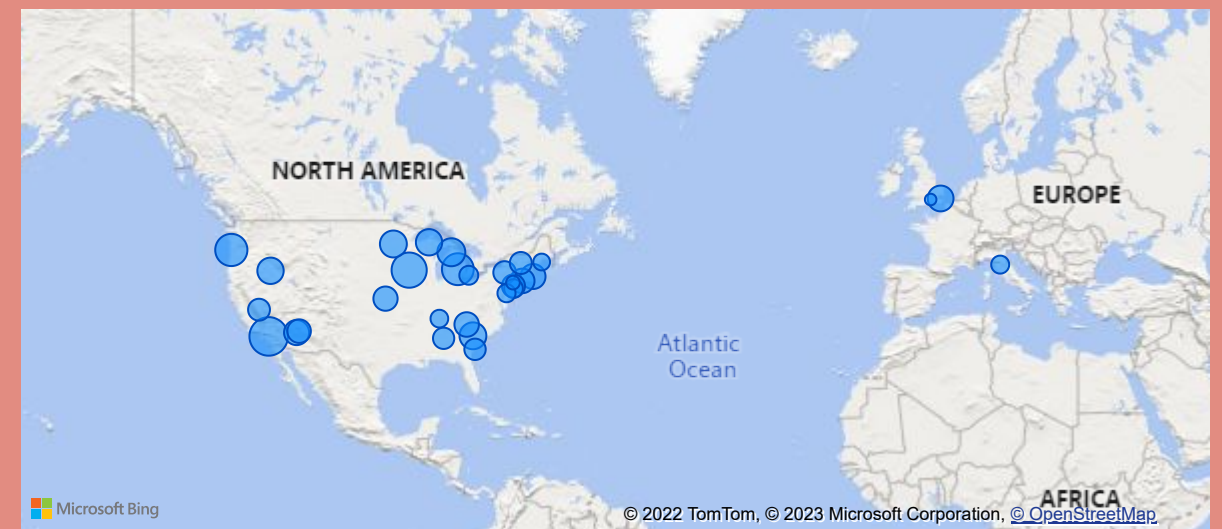 NORTH AMERICA
EUROPE
Atlantic
Ocean
AFRICA
Microsoft Bing
© 2022 TomTom, © 2023 Microsoft Corporation, © OpenStreetMap